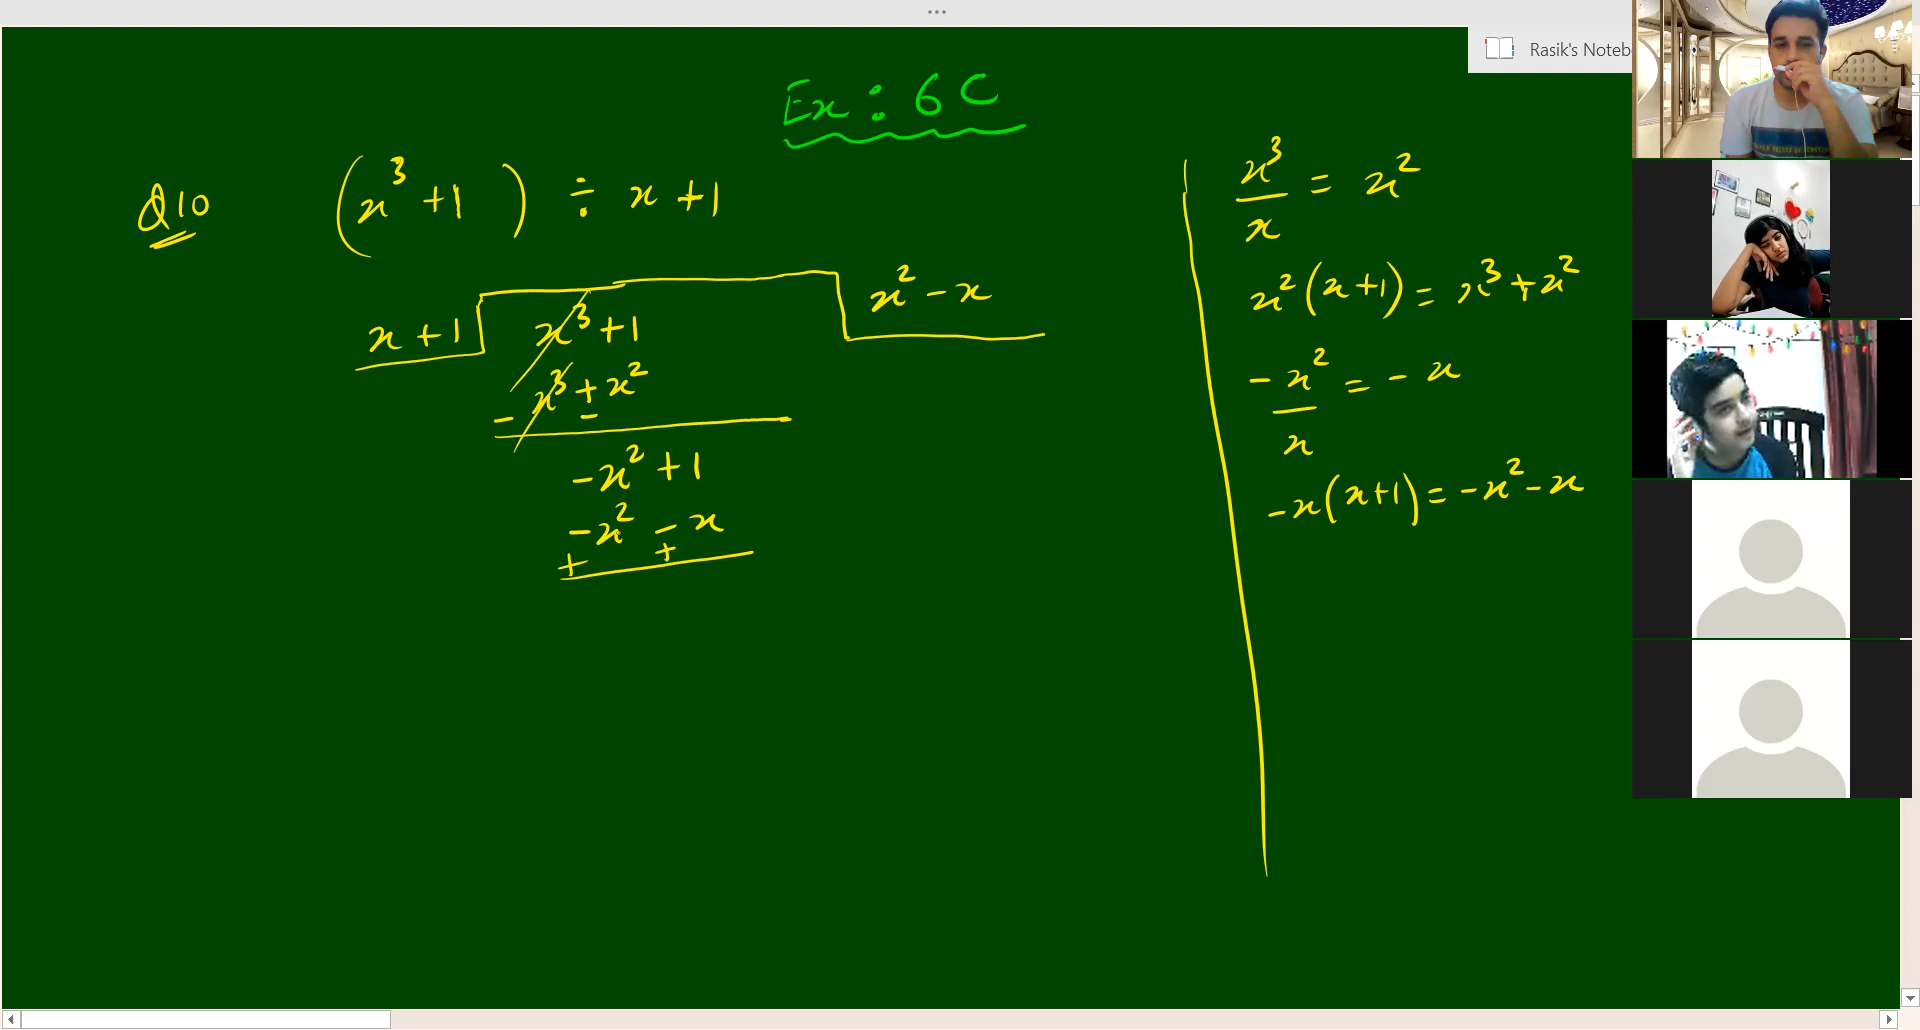 Rasik's Noteb
Ex: 6C
Q10 (x³+1) ÷ x+1
x+1
x³+1
x²-x
x³+x²
- -
-x²+1
-x²-x
+ +
x³/x = x²
x²(x+1) = x³+x²
-x²/x = -x
-x(x+1) = -x²-x